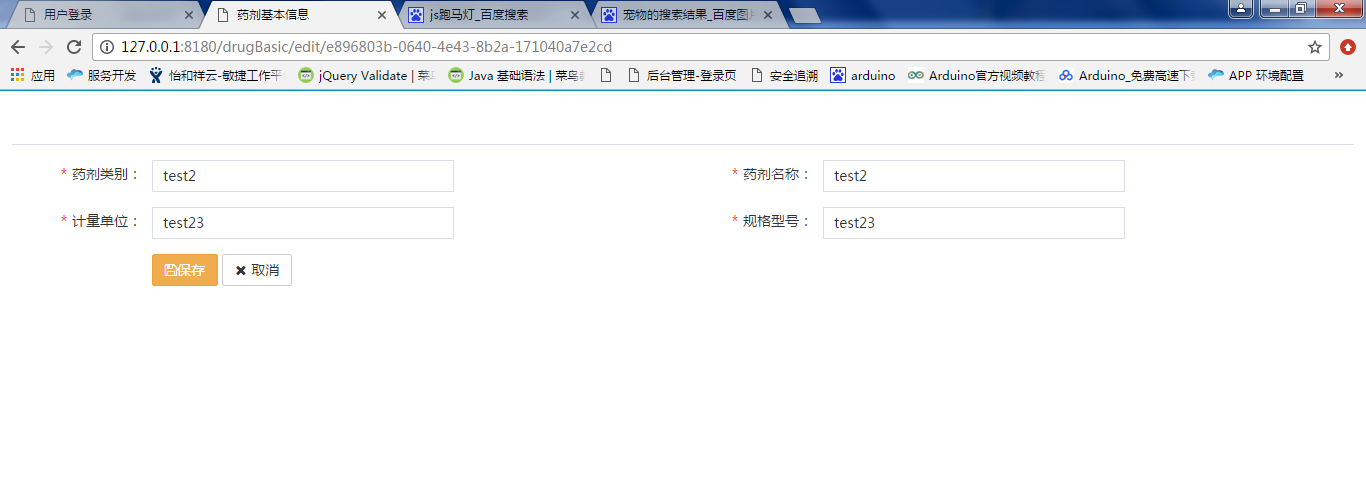 用户登录
药剂基本信息
js跑马灯_百度搜索
宠物的搜索结果_百度图片
127.0.0.1:8180/drugBasic/edit/e896803b-0640-4e43-8b2a-171040a7e2cd
应用
服务开发
怡和祥云-敏捷工作平
jQuery Validate | 菜鸟
Java 基础语法 | 菜鸟
后台管理-登录页
安全追溯
arduino
Arduino官方视频教程
Arduino_免费高速下
APP 环境配置
»
* 药剂类别：
test2
* 药剂名称：
test2
* 计量单位：
test23
* 规格型号：
test23
保存
取消